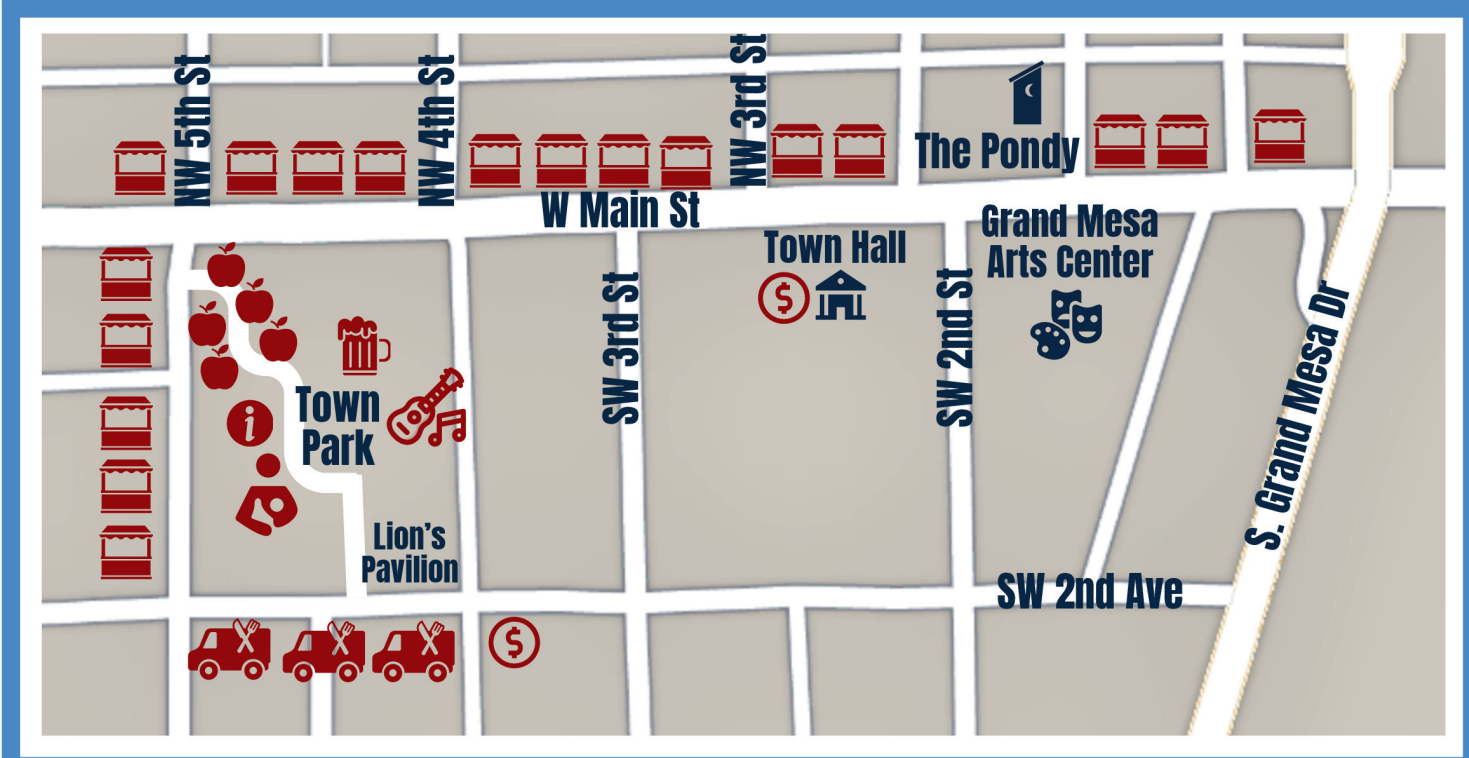 NW 5th St
NW 4th St
NW 3rd St
The Pondy
W Main St
Grand Mesa
Arts Center
Town Hall
$
SW 3rd St
SW 2nd St
S. Grand Mesa Dr
i
Town
Park
Lion's
Pavilion
SW 2nd Ave
$